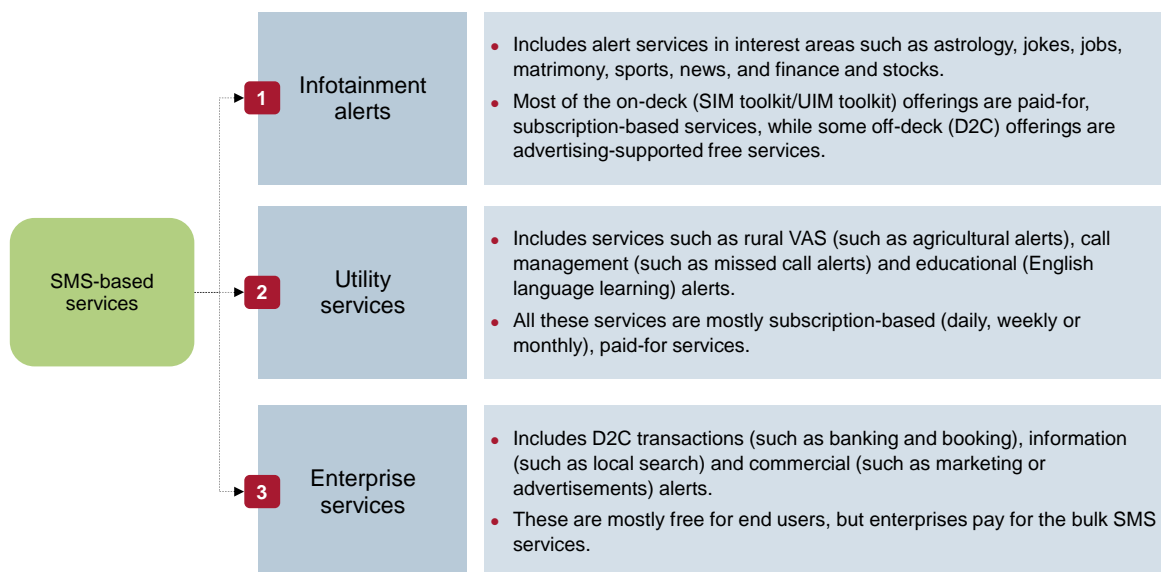 SMS-based
services
1
Infotainment
alerts
• Includes alert services in interest areas such as astrology, jokes, jobs,
matrimony, sports, news, and finance and stocks.
• Most of the on-deck (SIM toolkit/UIM toolkit) offerings are paid-for,
subscription-based services, while some off-deck (D2C) offerings are
advertising-supported free services.
2
Utility
services
• Includes services such as rural VAS (such as agricultural alerts), call
management (such as missed call alerts) and educational (English
language learning) alerts.
• All these services are mostly subscription-based (daily, weekly or
monthly), paid-for services.
3
Enterprise
services
• Includes D2C transactions (such as banking and booking), information
(such as local search) and commercial (such as marketing or
advertisements) alerts.
• These are mostly free for end users, but enterprises pay for the bulk SMS
services.